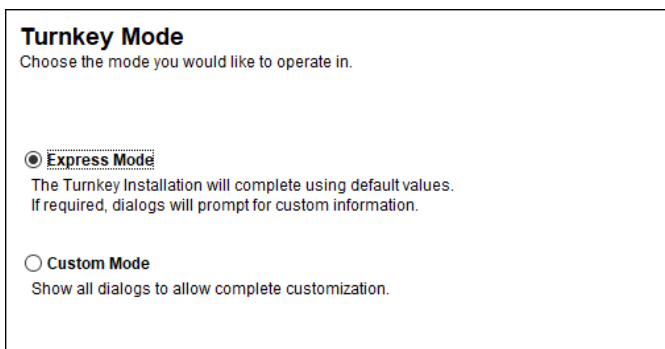 Turnkey Mode
Choose the mode you would like to operate in.
Express Mode
The Turnkey Installation will complete using default values.
If required, dialogs will prompt for custom information.
Custom Mode
Show all dialogs to allow complete customization.